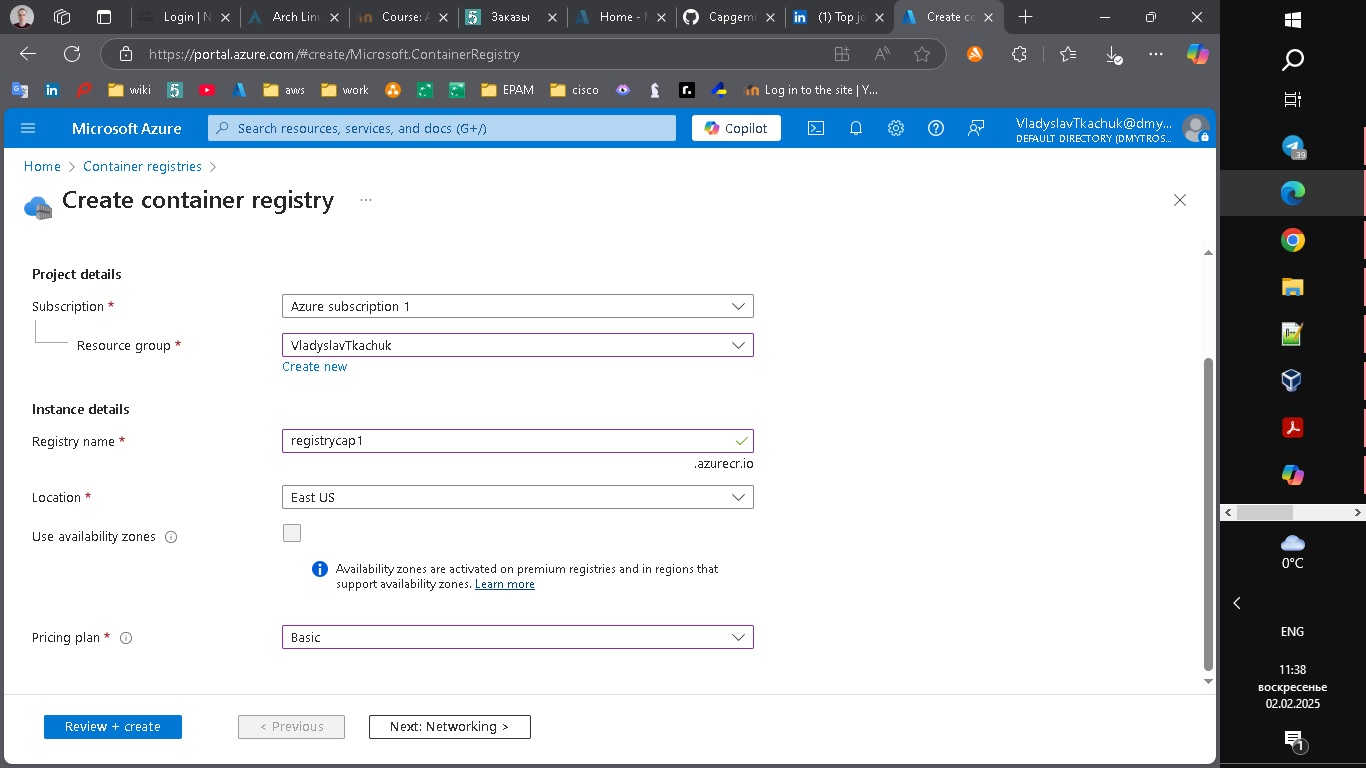 Login | N
Arch Linu
Course: A
Заказы
Home - M
Capgemi
(1) Top jo
Create co
https://portal.azure.com/#create/Microsoft.ContainerRegistry
wiki
aws
work
EPAM
cisco
Log in to the site | Y...
Microsoft Azure
Search resources, services, and docs (G+/)
Copilot
VladyslavTkachuk@dmy...
DEFAULT DIRECTORY (DMYTROS...
Home > Container registries >
Create container registry
...
Project details
Subscription *
Azure subscription 1
Resource group *
VladyslavTkachuk
Create new
Instance details
Registry name *
registrycap1
.azurecr.io
Location *
East US
Use availability zones
Availability zones are activated on premium registries and in regions that
support availability zones. Learn more
Pricing plan *
Basic
Review + create
< Previous
Next: Networking >
39
0°C
ENG
11:38
воскресенье
02.02.2025
1